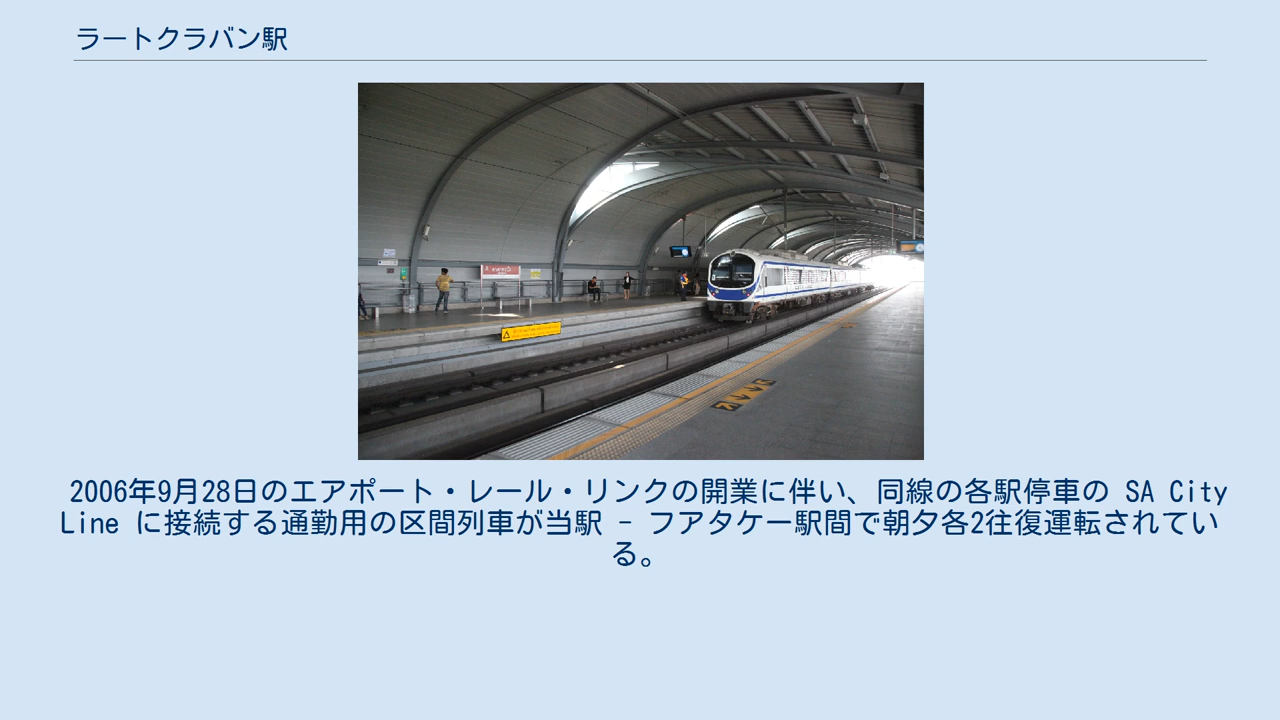 ラートクラバン駅
2006年9月28日のエアポート・レール・リンクの開業に伴い、同線の各駅停車の SA City
Line に接続する通勤用の区間列車が当駅 - フアタケー駅間で朝夕各2往復運転されてい
る。